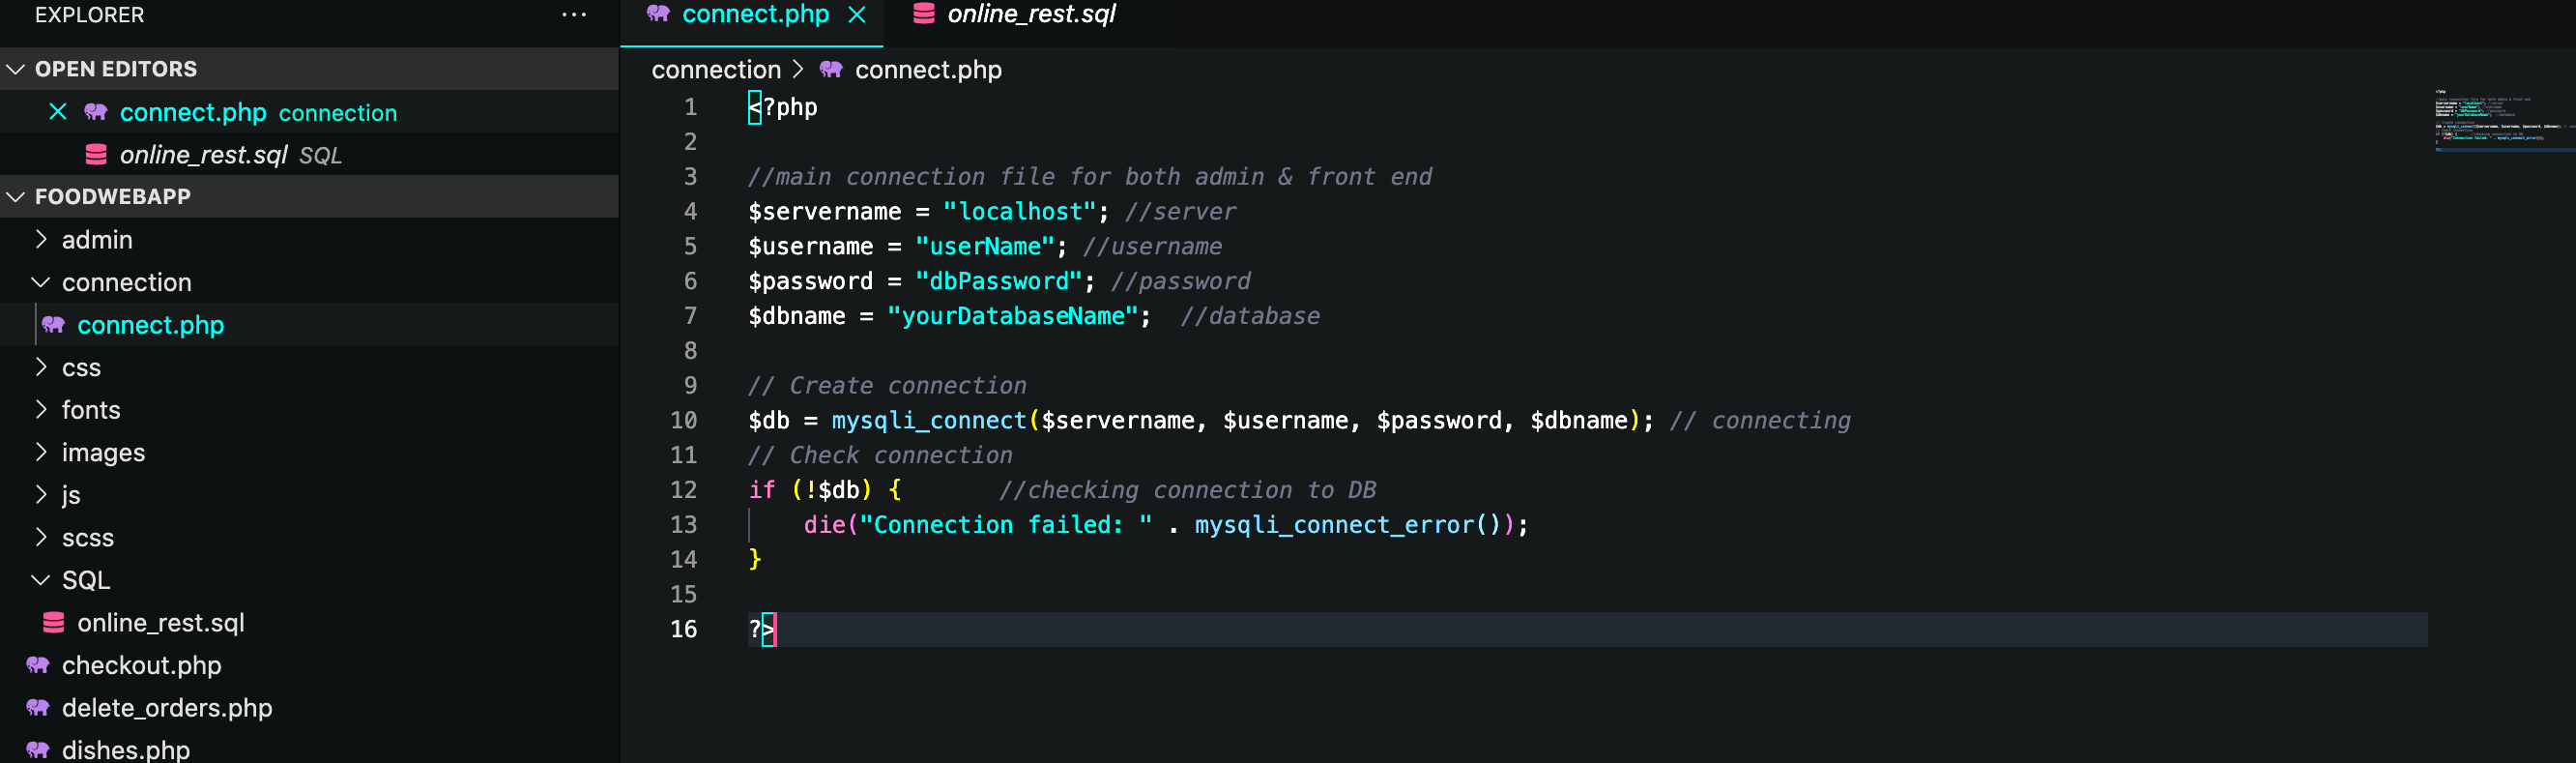 EXPLORER
OPEN EDITORS
connect.php connection
online_rest.sql SQL
FOODWEBAPP
admin
connection
connect.php
css
fonts
images
js
scss
SQL
online_rest.sql
checkout.php
delete_orders.php
dishes.php
connect.php
online_rest.sql
connection > connect.php
1 <?php
2
3 //main connection file for both admin & front end
4 $servername = "localhost"; //server
5 $username = "userName"; //username
6 $password = "dbPassword"; //password
7 $dbname = "yourDatabaseName";  //database
8
9 // Create connection
10 $db = mysqli_connect($servername, $username, $password, $dbname); // connecting
11 // Check connection
12 if (!$db) {       //checking connection to DB
13     die("Connection failed: " . mysqli_connect_error());
14 }
15
16 ?>